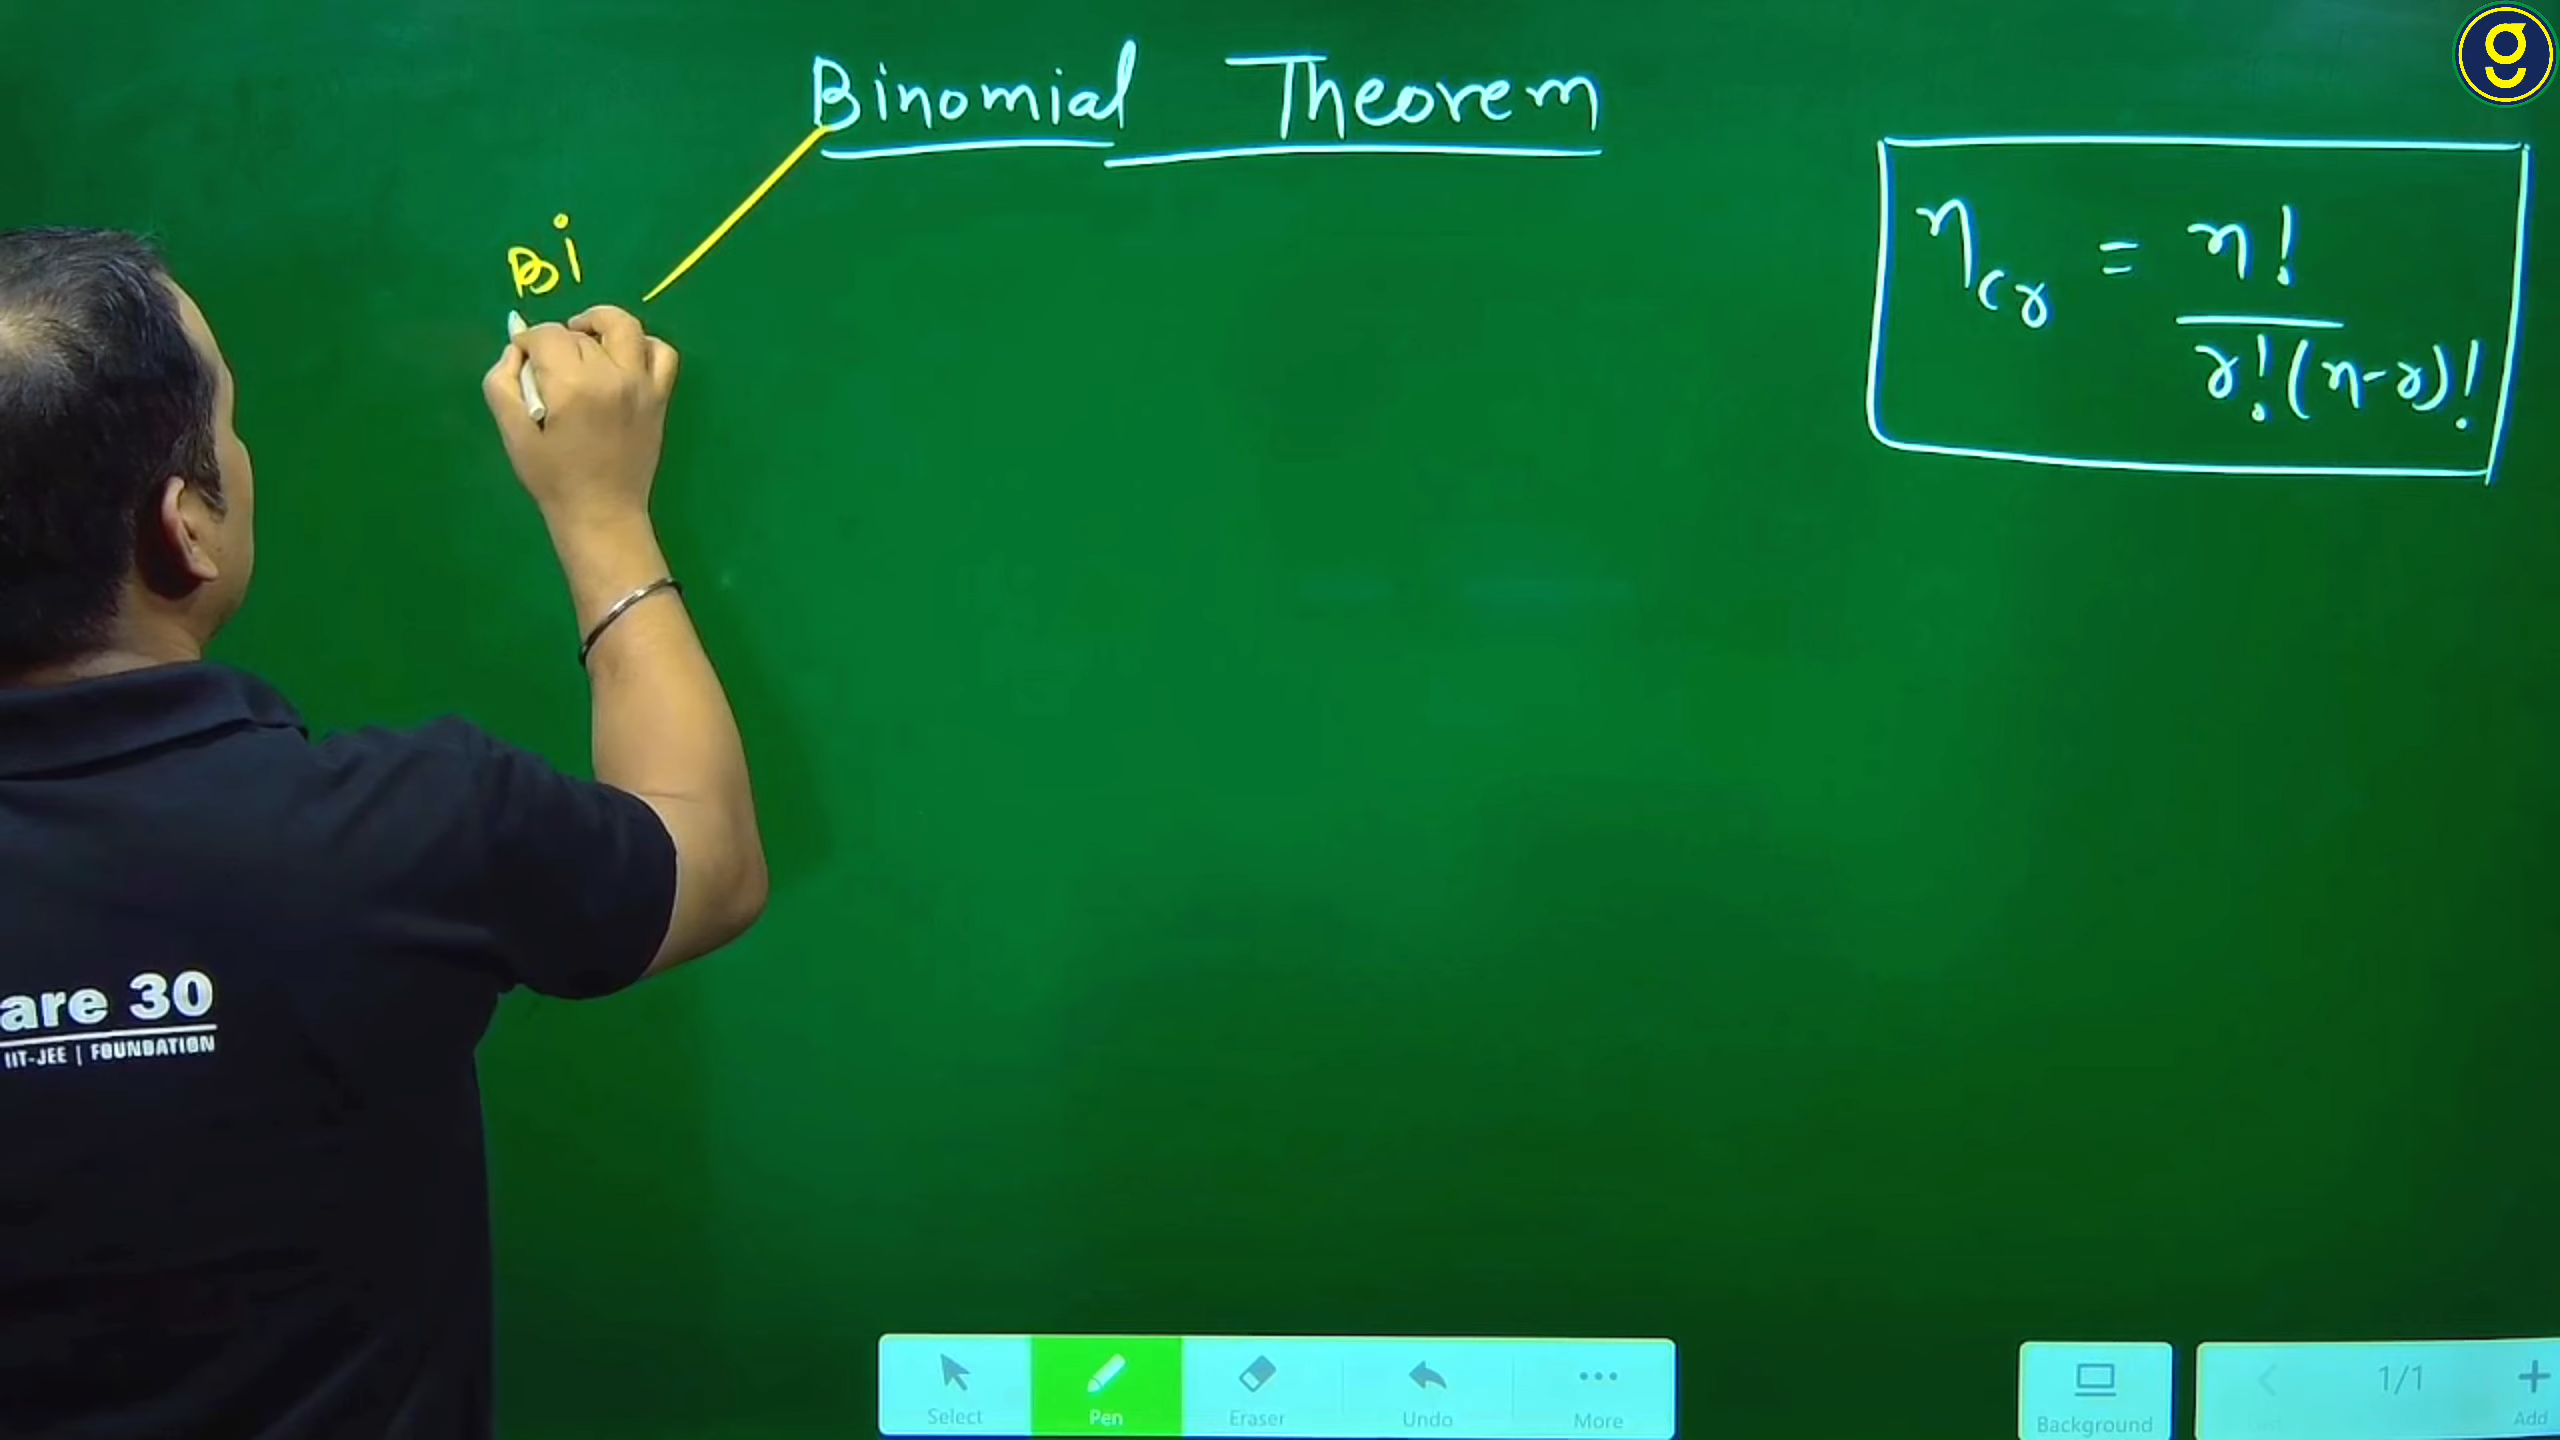 Binomial Theorem
Bi
nCr = n! / r!(n-r)!
are 30
IIT-JEE | FOUNDATION
Select Pen Eraser Undo More
Background 1/1 Add